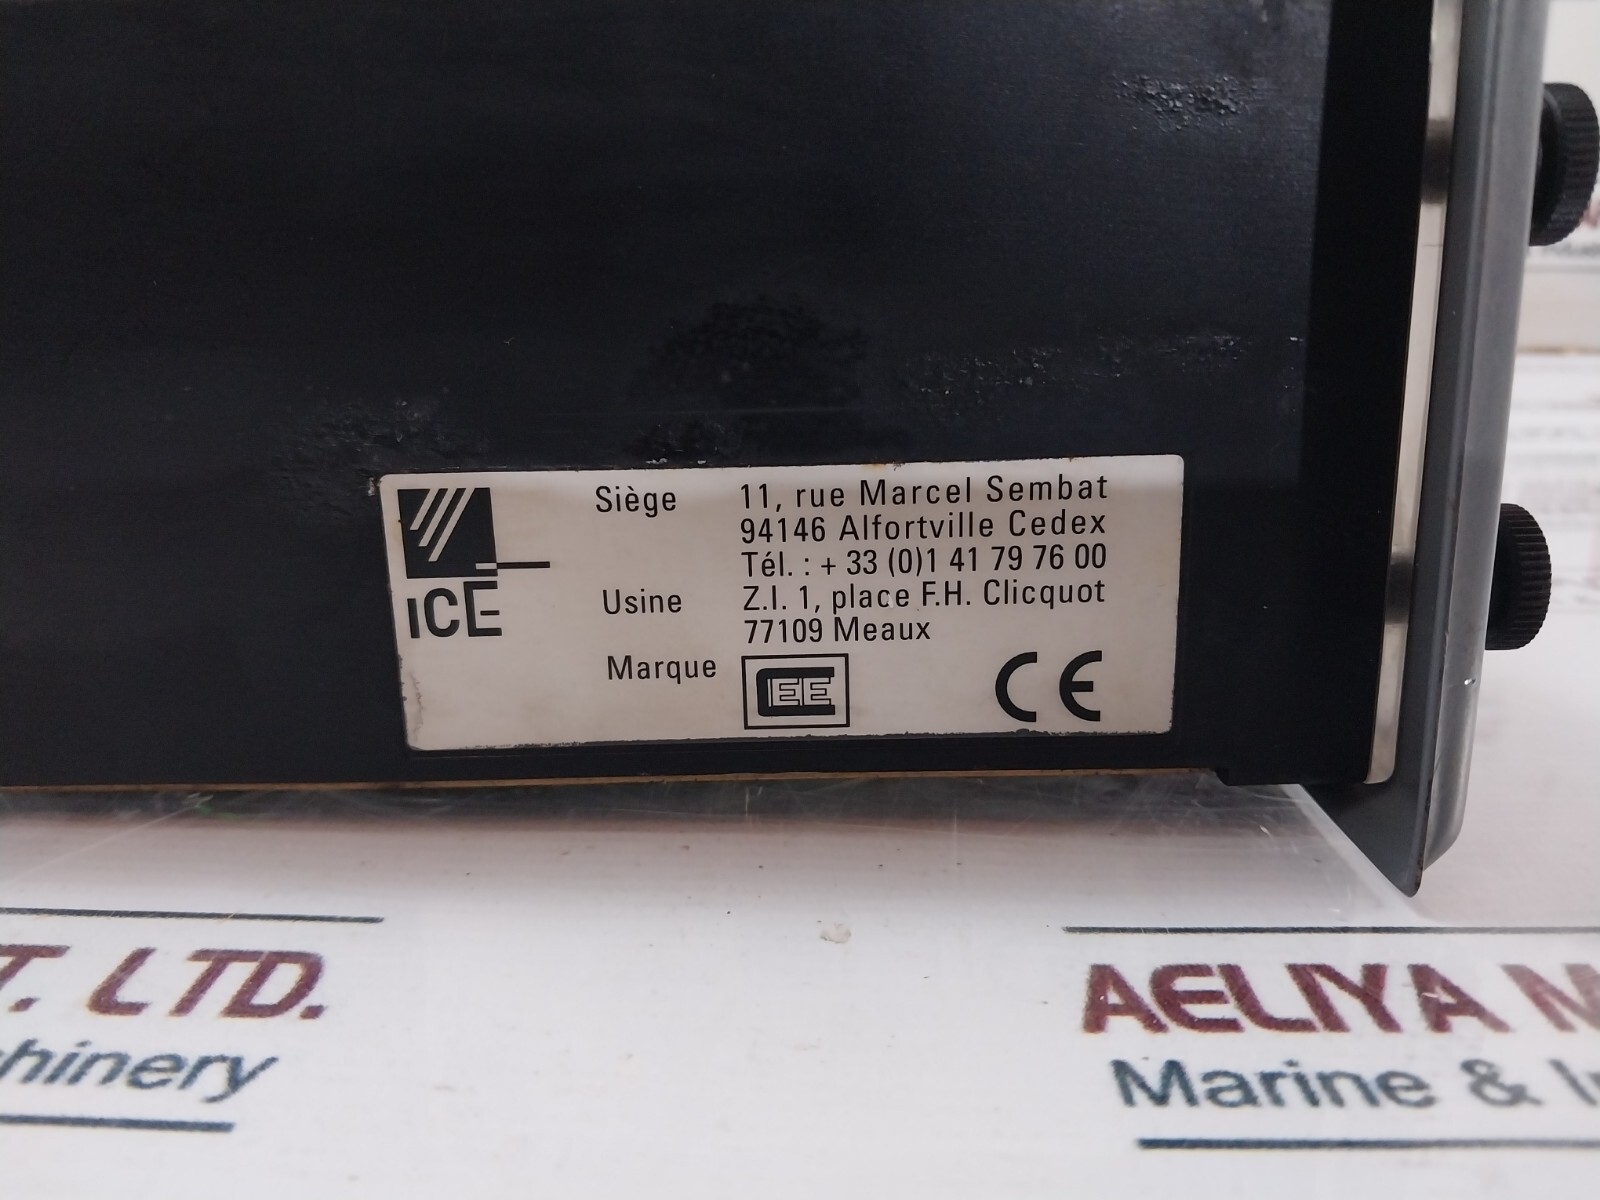 ICE
Siège 11, rue Marcel Sembat
94146 Alfortville Cedex
Tél. : + 33 (0)1 41 79 76 00
Usine Z.I. 1, place F.H. Clicquot
77109 Meaux
Marque CEE CE
T. LTD.
hinery
AELIYA M
Marine & I